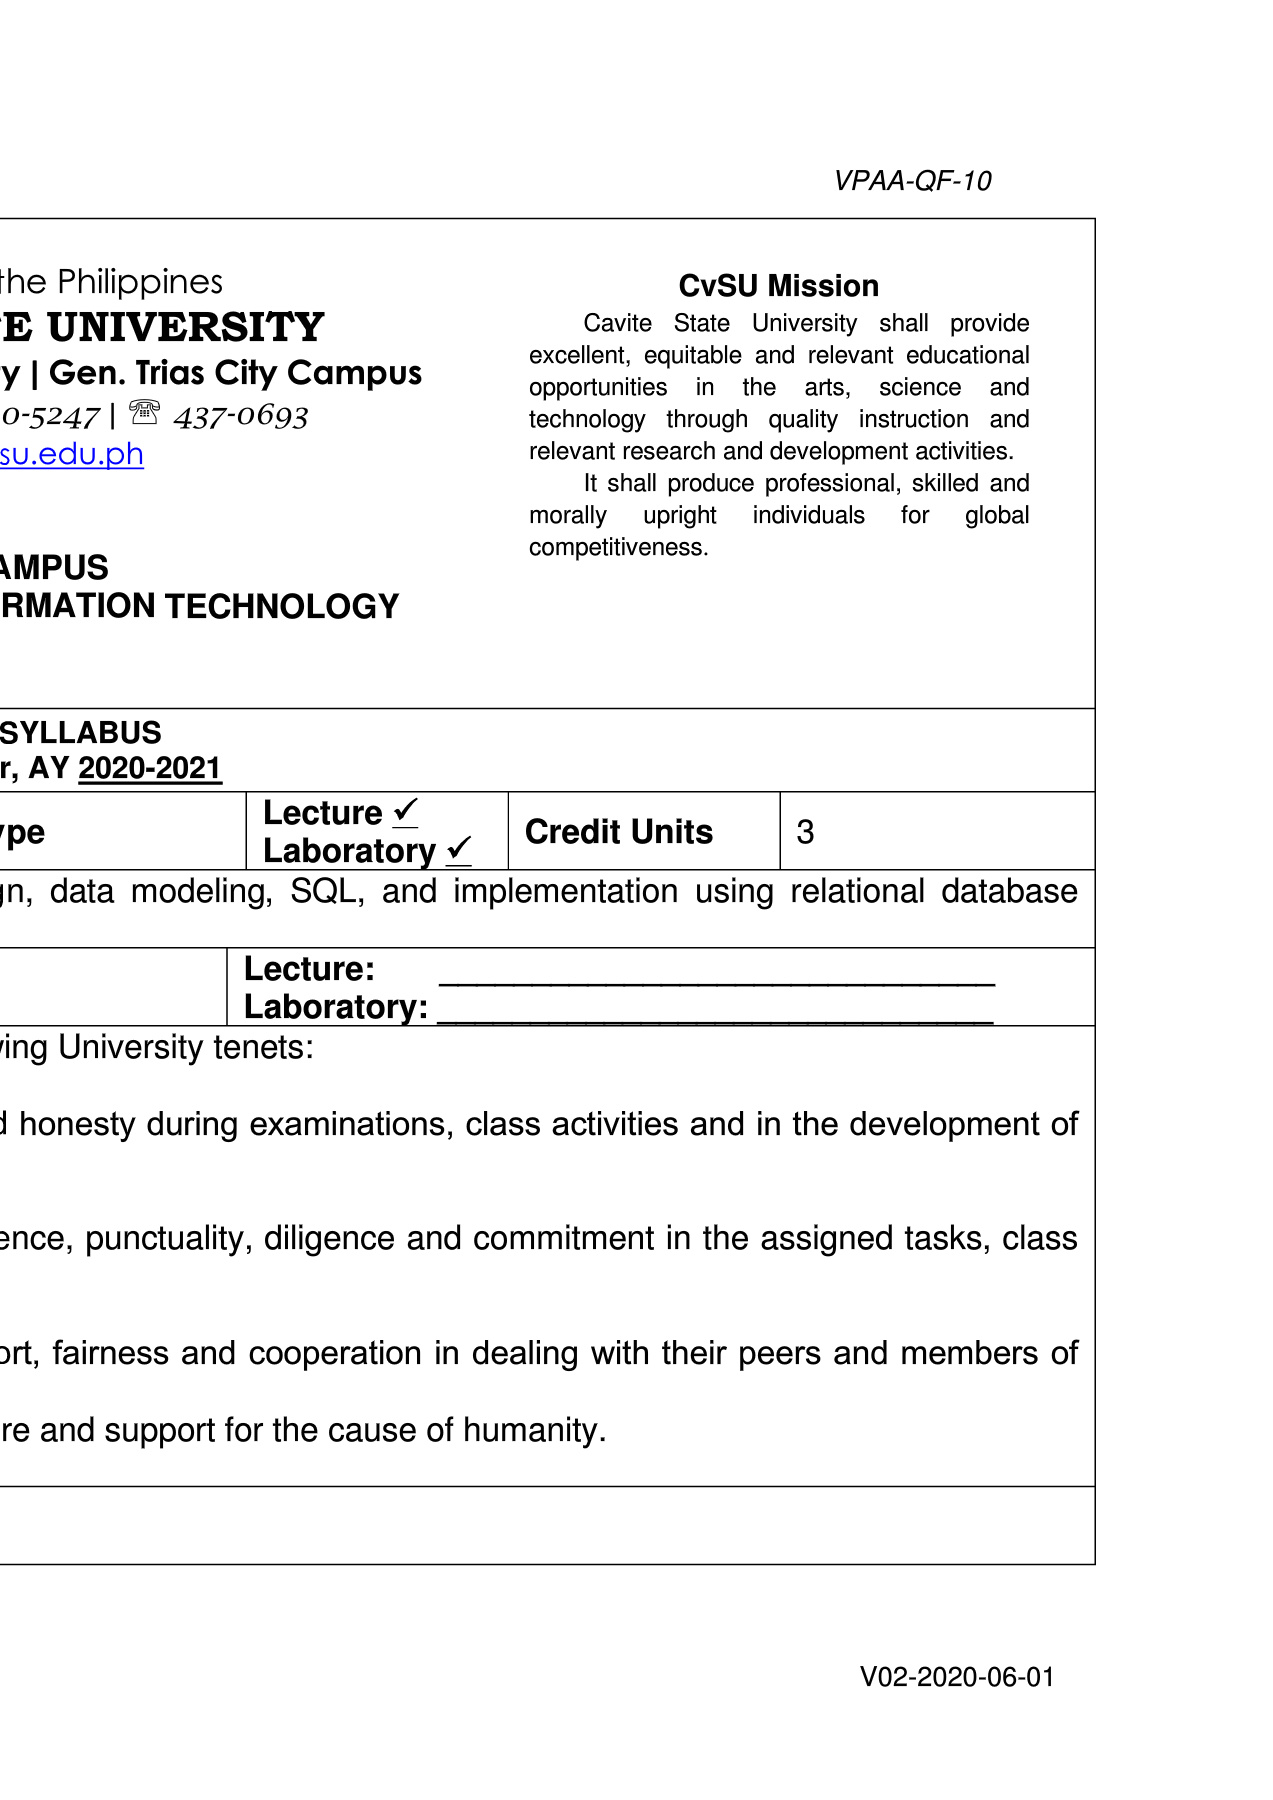 VPAA-QF-10
the Philippines
E UNIVERSITY
y | Gen. Trias City Campus
0-5247 | ☏ 437-0693
su.edu.ph
AMPUS
RMATION TECHNOLOGY
CvSU Mission
Cavite State University shall provide
excellent, equitable and relevant educational
opportunities in the arts, science and
technology through quality instruction and
relevant research and development activities.
It shall produce professional, skilled and
morally upright individuals for global
competitiveness.
SYLLABUS
r, AY 2020-2021
ype
Lecture ✓
Laboratory ✓
Credit Units
3
gn, data modeling, SQL, and implementation using relational database
Lecture: ______________________________
Laboratory: ______________________________
ving University tenets:
d honesty during examinations, class activities and in the development of
ence, punctuality, diligence and commitment in the assigned tasks, class
ort, fairness and cooperation in dealing with their peers and members of
re and support for the cause of humanity.
V02-2020-06-01